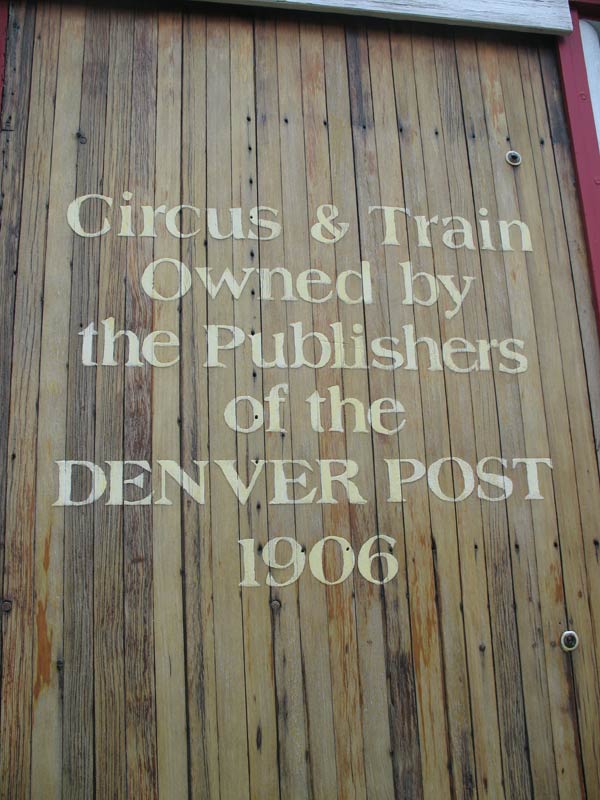 Circus & Train
Owned by
the Publishers
of the
DENVER POST
1906